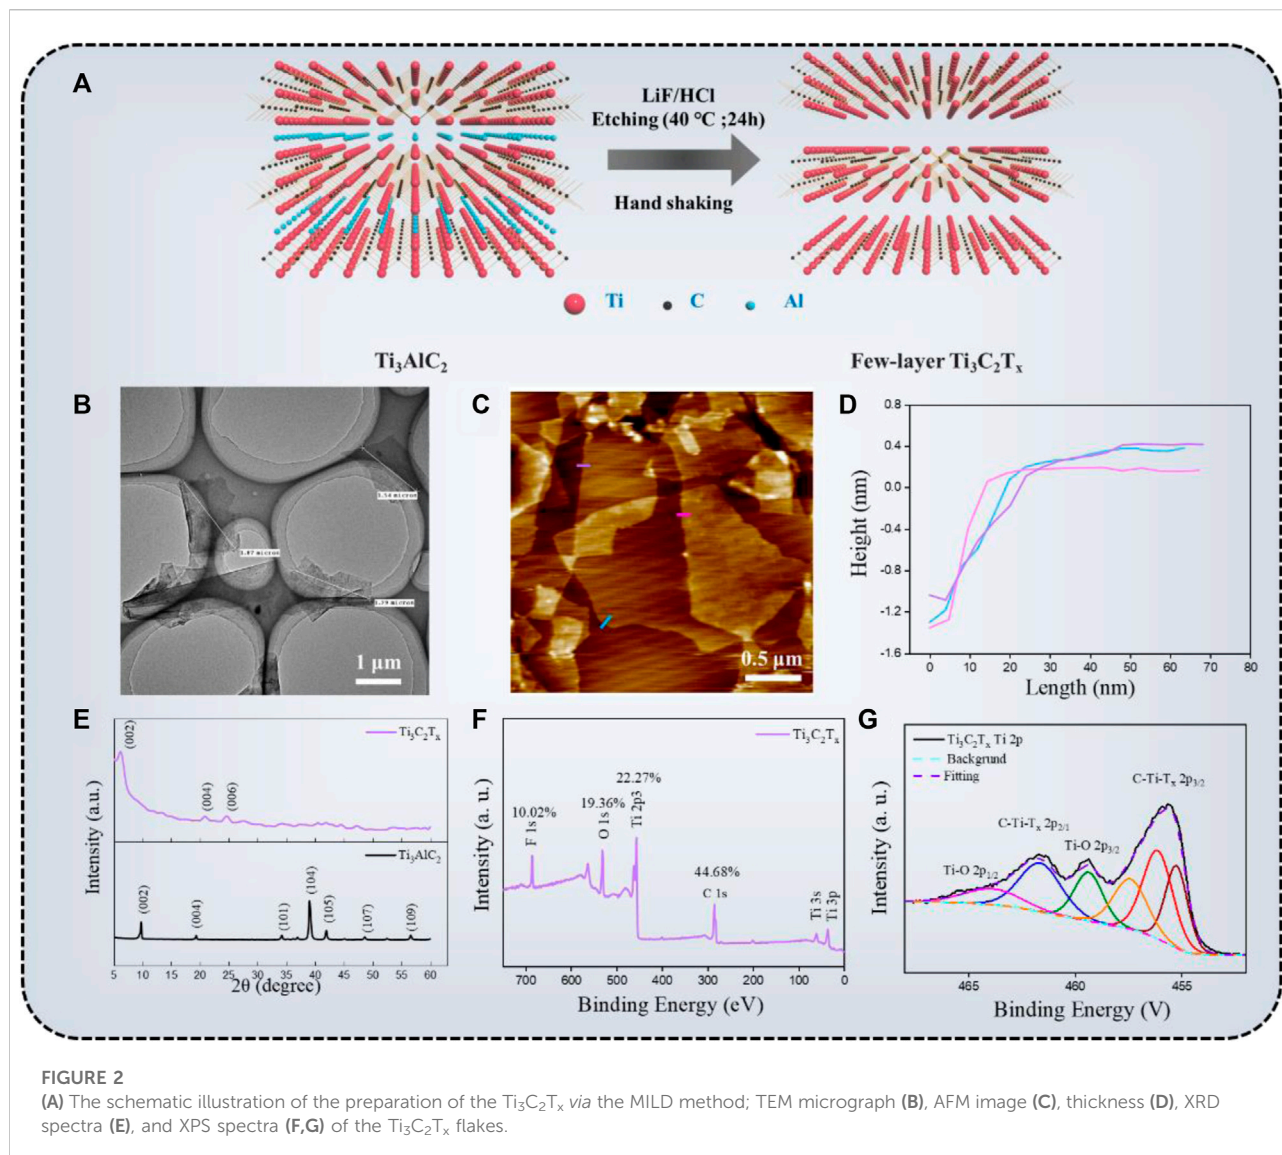 A
LiF/HCl
Etching (40 ℃ ;24h)
Hand shaking
Ti C Al
Ti₃AlC₂
Few-layer Ti₃C₂Tₓ
B
3.54 micron
1 μm
C
0.5 μm
D
Height (nm)
0.8
0.4
0.0
-0.4
-0.8
-1.2
-1.6
0 10 20 30 40 50 60 70 80
Length (nm)
E
Intensity (a.u.)
Ti₃C₂Tₓ
(002)
(004)
(006)
Ti₃AlC₂
(002)
(004)
(101)
(104)
(105)
(107)
(109)
5 10 15 20 25 30 35 40 45 50 55 60
2θ (degree)
F
Intensity (a. u.)
Ti₃C₂Tₓ
10.02%
F 1s
19.36%
O 1s
22.27%
Ti 2p3
44.68%
C 1s
Ti 3s
Ti 3p
700 600 500 400 300 200 100 0
Binding Energy (eV)
G
Intensity (a. u.)
Ti₃C₂Tₓ Ti 2p
Backgrund
Fitting
C-Ti-Tₓ 2p₃/₂
C-Ti-Tₓ 2p₂/₁
Ti-O 2p₃/₂
Ti-O 2p₁/₂
465 460 455
Binding Energy (V)
FIGURE 2
(A) The schematic illustration of the preparation of the Ti₃C₂Tₓ via the MILD method; TEM micrograph (B), AFM image (C), thickness (D), XRD
spectra (E), and XPS spectra (F,G) of the Ti₃C₂Tₓ flakes.